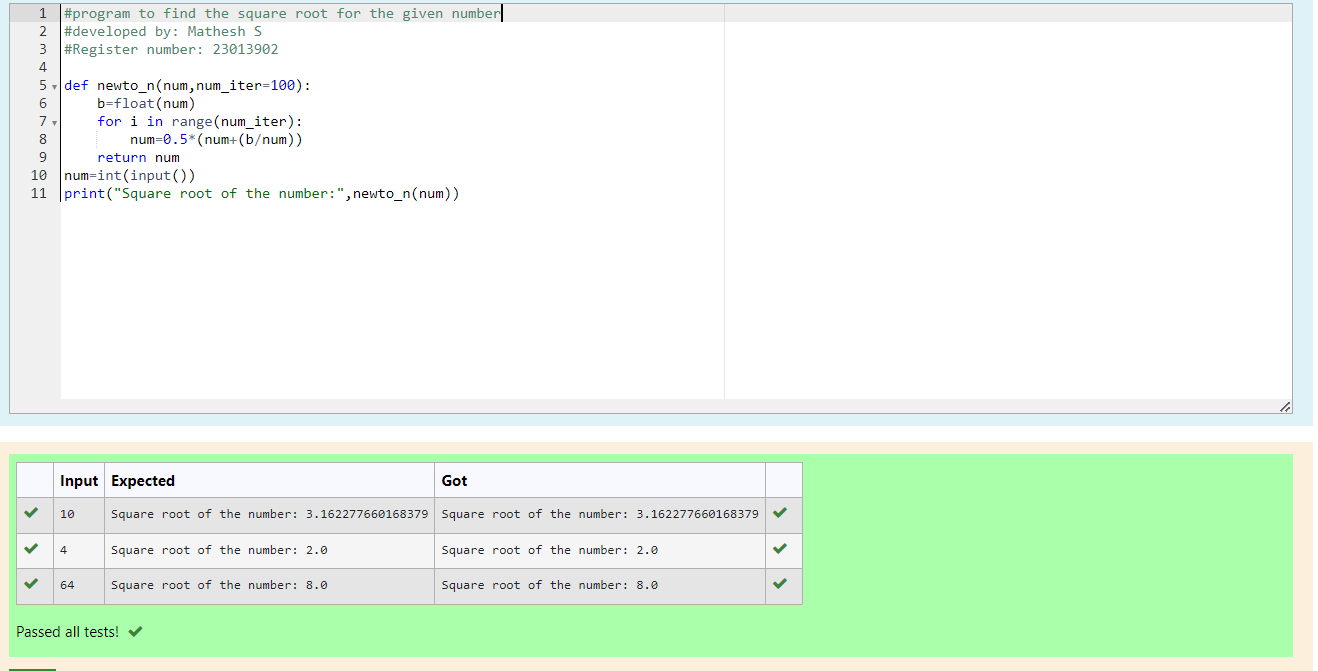 1 #program to find the square root for the given number
2 #developed by: Mathesh S
3 #Register number: 23013902
4
5 def newto_n(num,num_iter=100):
6     b=float(num)
7     for i in range(num_iter):
8         num=0.5*(num+(b/num))
9     return num
10 num=int(input())
11 print("Square root of the number:",newto_n(num))
Input Expected Got
10 Square root of the number: 3.162277660168379 Square root of the number: 3.162277660168379
4 Square root of the number: 2.0 Square root of the number: 2.0
64 Square root of the number: 8.0 Square root of the number: 8.0
Passed all tests!